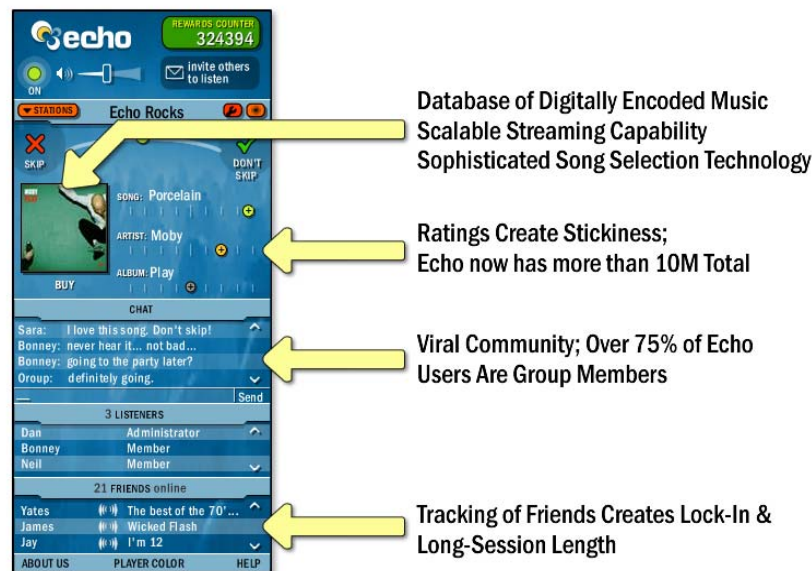 echo
REWARDS COUNTER
324394
ON
invite others
to listen
STATIONS
Echo Rocks
SKIP
DON'T
SKIP
MOBY
PLAY
SONG: Porcelain
ARTIST: Moby
ALBUM: Play
BUY
CHAT
Sara: I love this song. Don't skip!
Bonney: never hear it... not bad...
Bonney: going to the party later?
Oroup: definitely going.
Send
3 LISTENERS
Dan Administrator
Bonney Member
Neil Member
21 FRIENDS online
Yates The best of the 70'...
James Wicked Flash
Jay I'm 12
ABOUT US PLAYER COLOR HELP
Database of Digitally Encoded Music
Scalable Streaming Capability
Sophisticated Song Selection Technology
Ratings Create Stickiness;
Echo now has more than 10M Total
Viral Community; Over 75% of Echo
Users Are Group Members
Tracking of Friends Creates Lock-In &
Long-Session Length